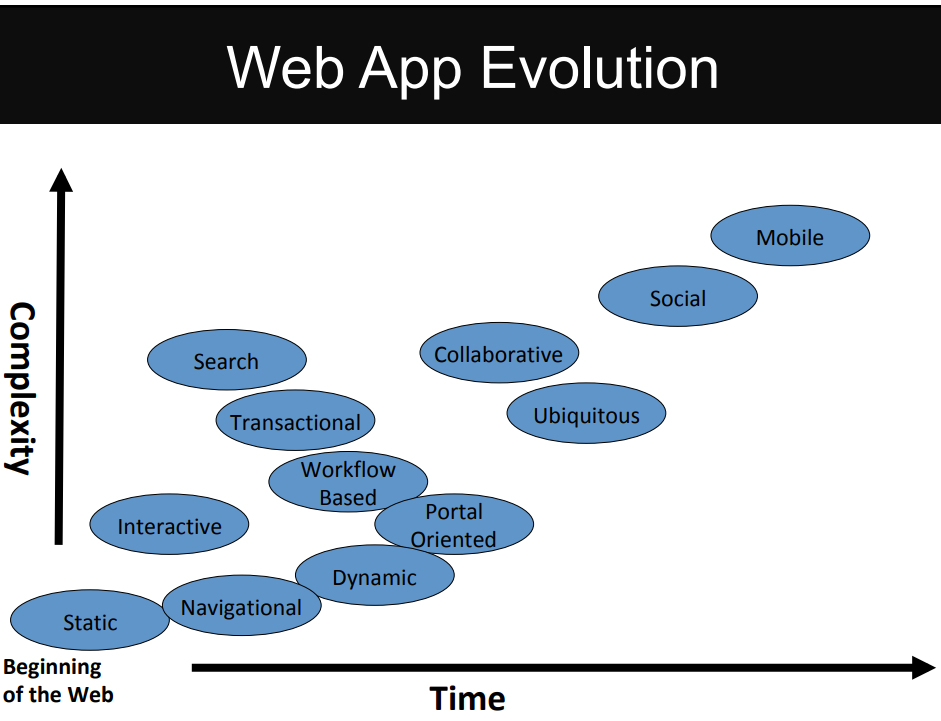 Web App Evolution
Mobile
Social
Complexity
Search
Collaborative
Transactional
Ubiquitous
Workflow
Based
Interactive
Portal
Oriented
Dynamic
Static
Navigational
Beginning
of the Web
Time